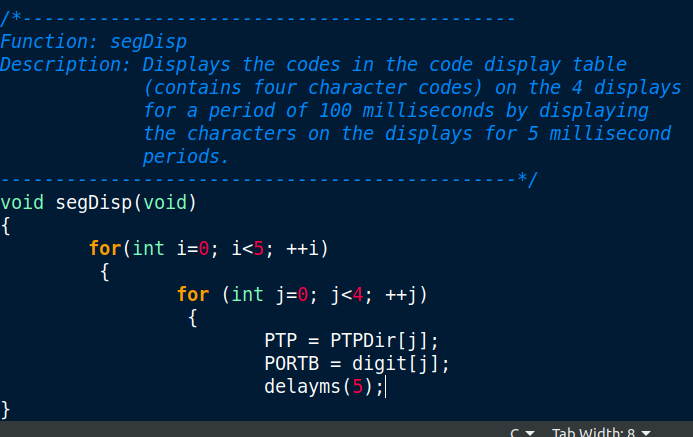 /*---------------------------------------------
Function: segDisp
Description: Displays the codes in the code display table
             (contains four character codes) on the 4 displays
             for a period of 100 milliseconds by displaying
             the characters on the displays for 5 millisecond
             periods.
-----------------------------------------------*/
void segDisp(void)
{
        for(int i=0; i<5; ++i)
         {
                for (int j=0; j<4; ++j)
                 {
                        PTP = PTPDir[j];
                        PORTB = digit[j];
                        delayms(5);
}
C Tab Width: 8